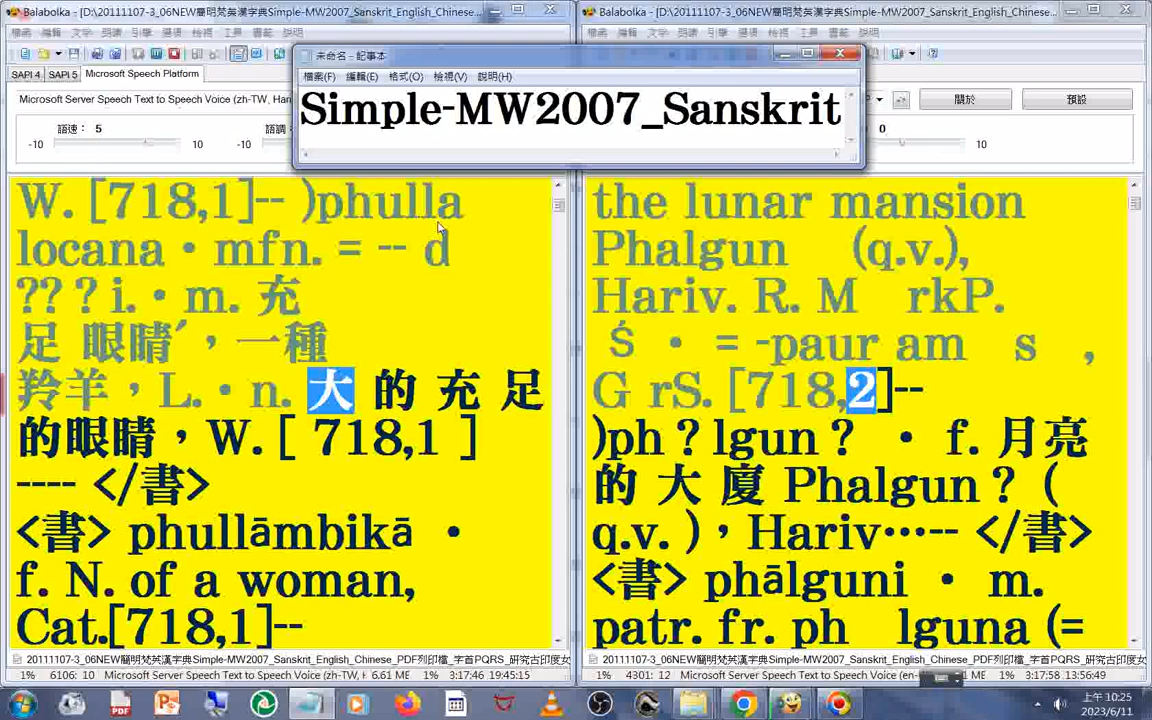 Balabolka - [D:\20111107-3_06NEW簡明梵英漢字典Simple-MW2007_Sanskrit_English_Chinese...
Balabolka - [D:\20111107-3_06NEW簡明梵英漢字典Simple-MW2007_Sanskrit_English_Chinese...
未命名 - 記事本
檔案(F) 編輯(E) 格式(O) 檢視(V) 說明(H)
Simple-MW2007_Sanskrit
SAPI 4 SAPI 5 Microsoft Speech Platform
Microsoft Server Speech Text to Speech Voice (zh-TW, Han
關於 預設
語速： 5
-10 10 -10
0
10
W. [718,1]-- )phulla
locana • mfn. = -- d
?? ? i. • m. 充
足 眼睛ˊ，一種
羚羊，L. • n. 大 的 充 足
的眼睛，W. [ 718,1 ]
---- </書>
<書> phullāmbikā •
f. N. of a woman,
Cat.[718,1]--
the lunar mansion
Phalgun (q.v.),
Hariv. R. M rkP.
Ś • = -paur am s ,
G rS. [718,2]--
)ph？lgun？ • f. 月亮
的 大 廈 Phalgun？(
q.v. )，Hariv…-- </書>
<書> phālguni • m.
patr. fr. ph lguna (=
20111107-3_06NEW簡明梵英漢字典Simple-MW2007_Sanskrit_English_Chinese_PDF列印檔_字首PQRS_研究古印度女
20111107-3_06NEW簡明梵英漢字典Simple-MW2007_Sanskrit_English_Chinese_PDF列印檔_字首PQRS_研究古印度女
1% 6106: 10 Microsoft Server Speech Text to Speech Voice (zh-TW, 6.61 ME 1% 3:17:46 19:45:15
1% 4301: 12 Microsoft Server Speech Text to Speech Voice (en- 1% 3:17:58 13:56:49
上午 10:25
2023/6/11